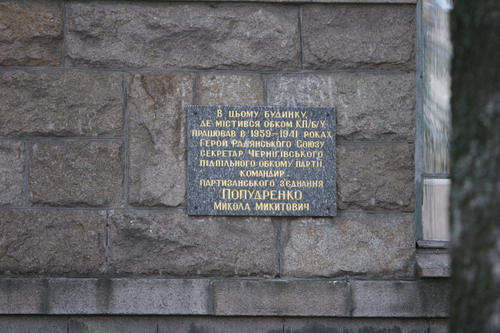 В цьому будинку,
де містився обком КП/б/У
працював в 1939–1941 роках
Герой Радянського Союзу
секретар Чернігівського
підпільного обкому партії,
командир
партизанського з'єднання
Попудренко
Микола Микитович